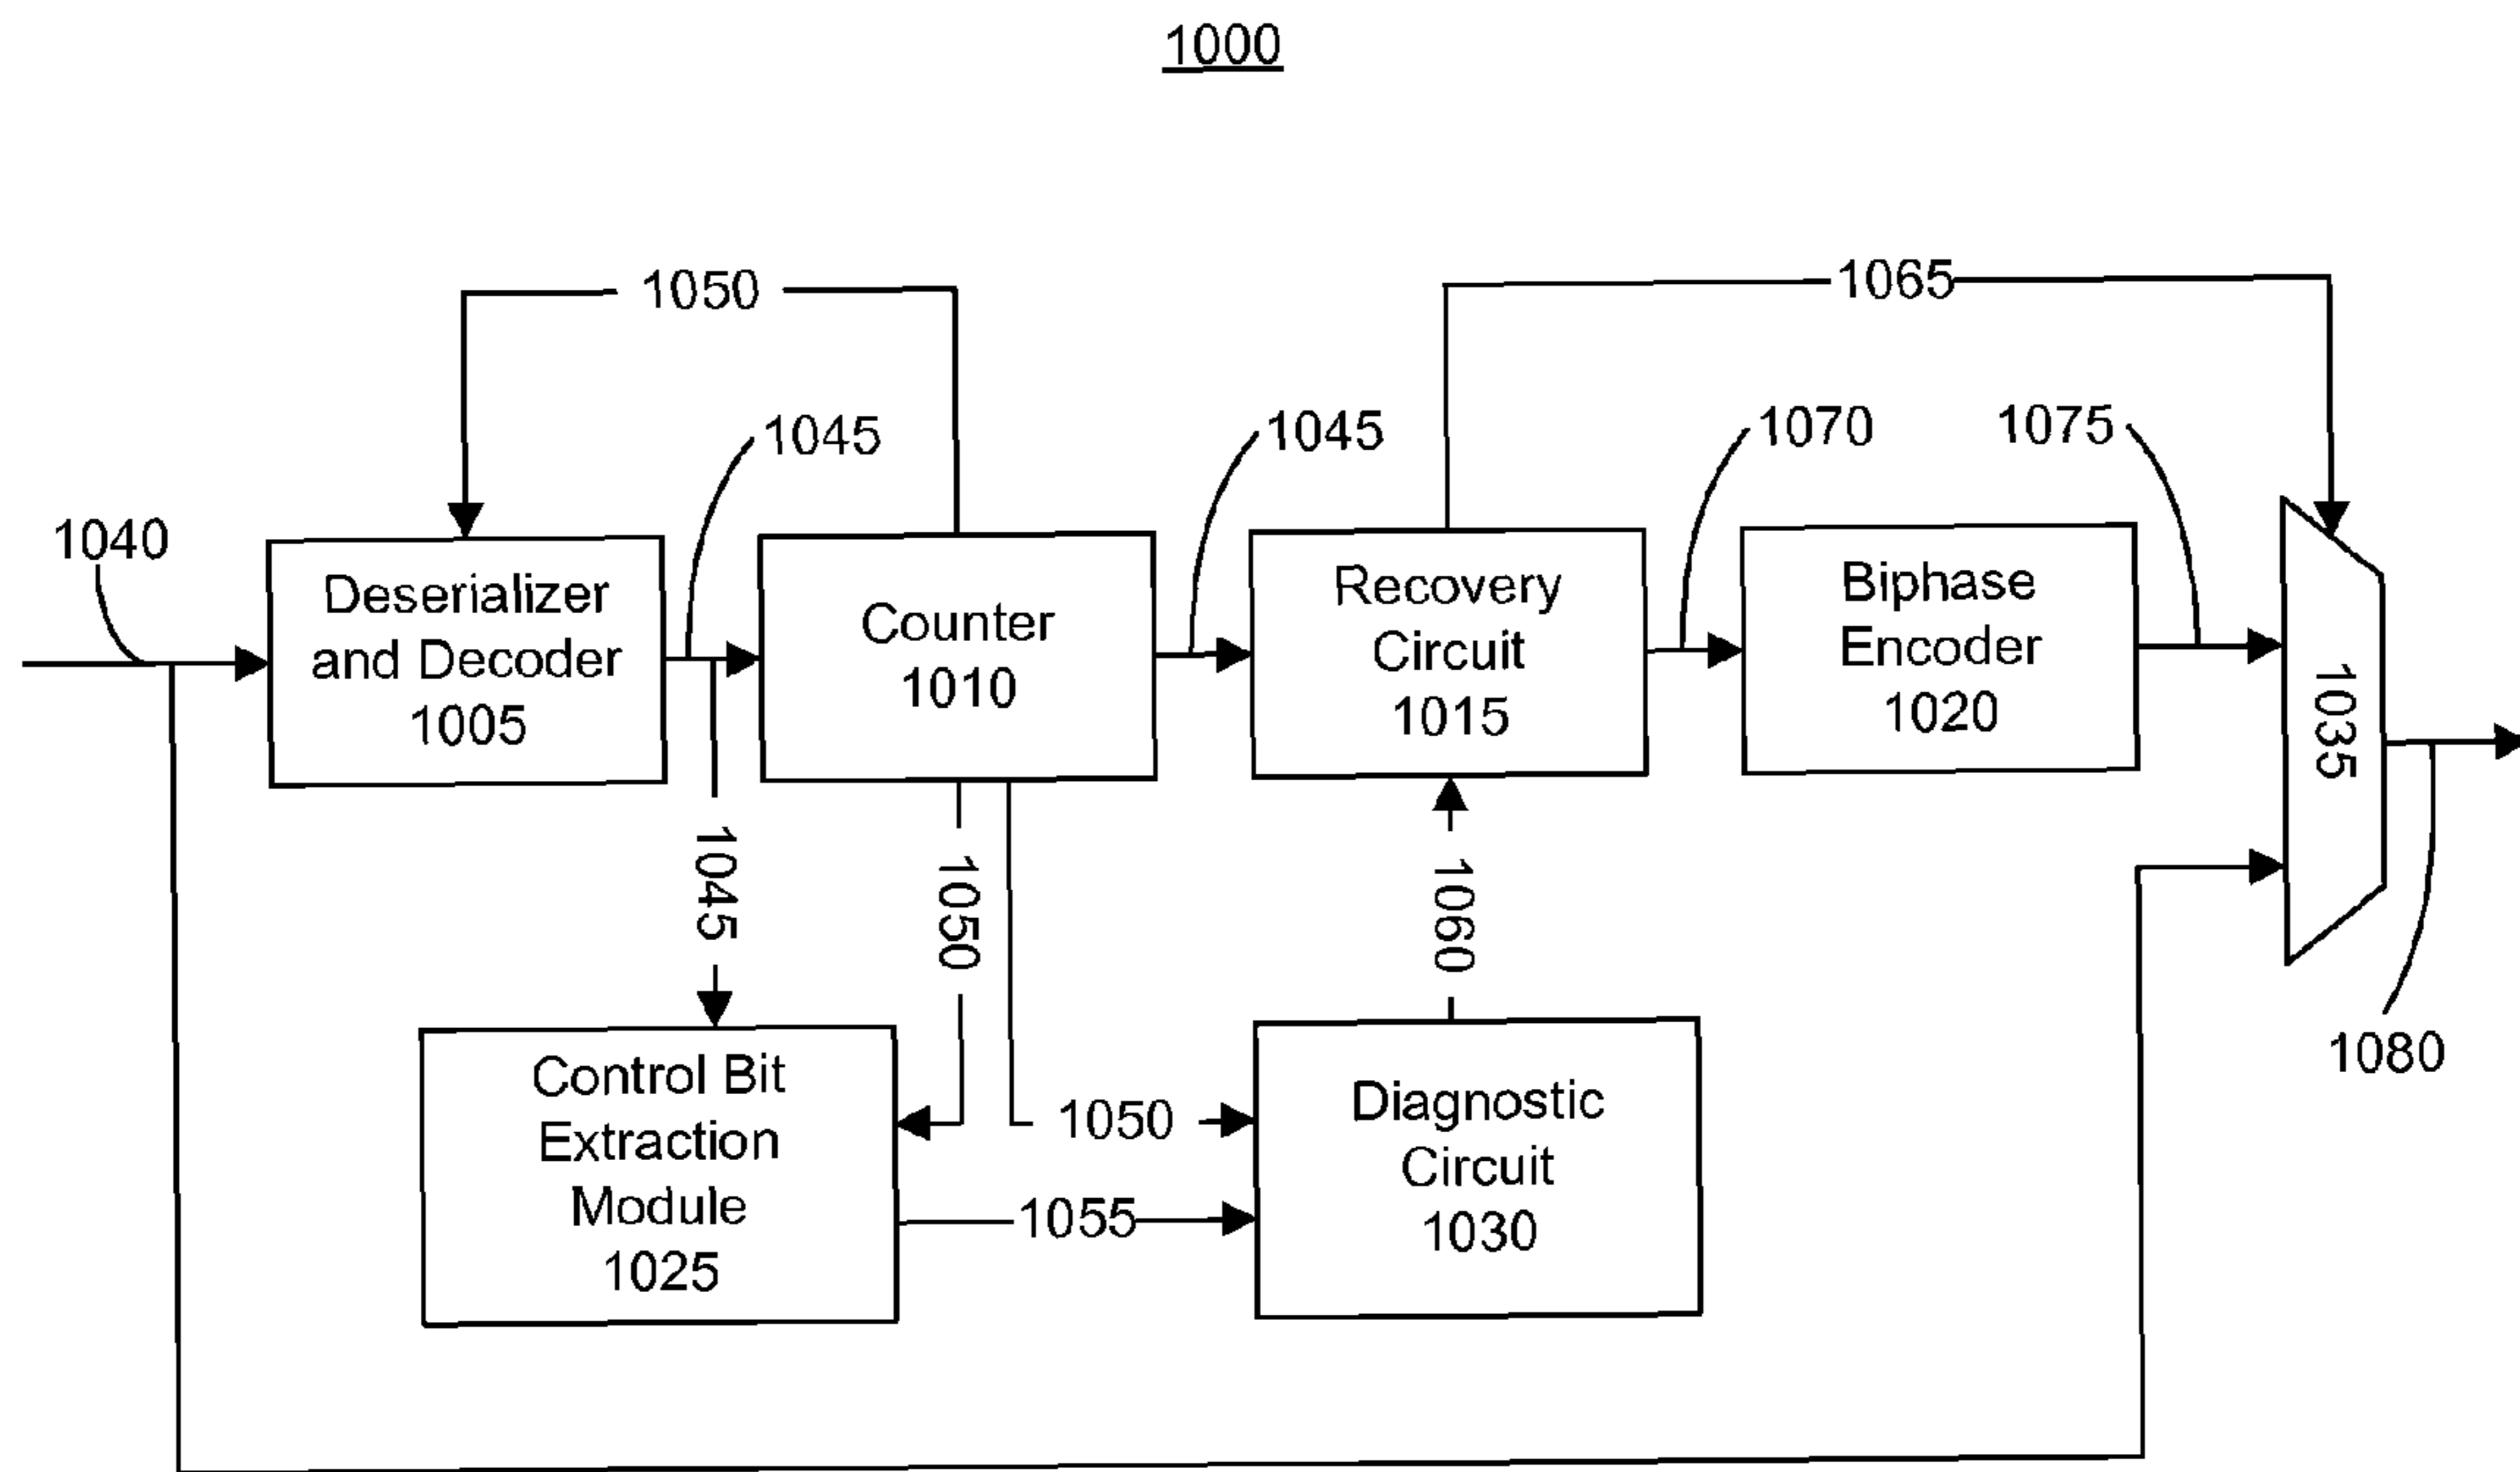 1000
1050
1065
1045
1045
1070
1075
1040
Deserializer
and Decoder
1005
Counter
1010
Recovery
Circuit
1015
Biphase
Encoder
1020
1035
1045
1050
1060
Control Bit
Extraction
Module
1025
1050
1055
Diagnostic
Circuit
1030
1080